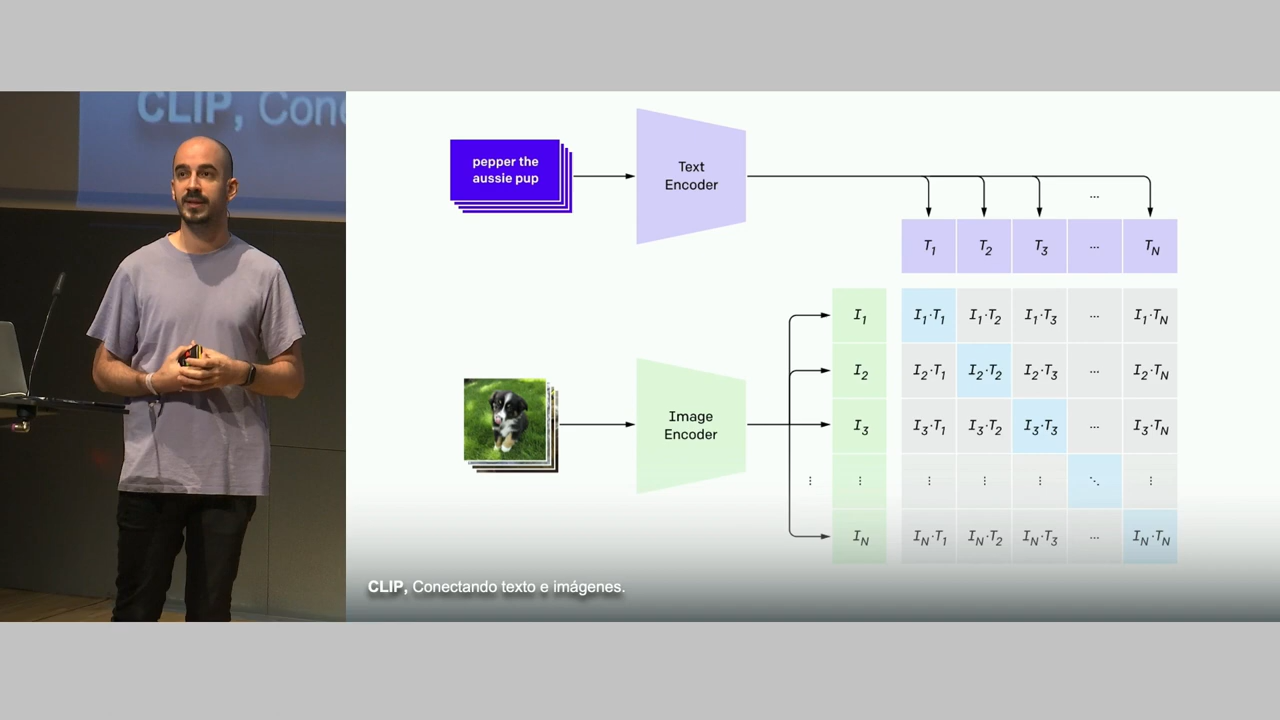 CLIP, Cone
pepper the
aussie pup
Text
Encoder
...
T1 T2 T3 ... TN
I1 I1·T1 I1·T2 I1·T3 ... I1·TN
I2 I2·T1 I2·T2 I2·T3 ... I2·TN
Image
Encoder
I3 I3·T1 I3·T2 I3·T3 ... I3·TN
⋮ ⋮ ⋮ ⋮ ⋮ ⋱ ⋮
IN IN·T1 IN·T2 IN·T3 ... IN·TN
CLIP, Conectando texto e imágenes.